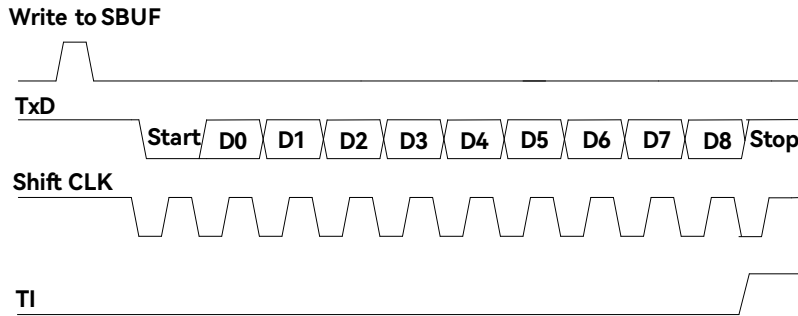 Write to SBUF
TxD
Start D0 D1 D2 D3 D4 D5 D6 D7 D8 Stop
Shift CLK
TI